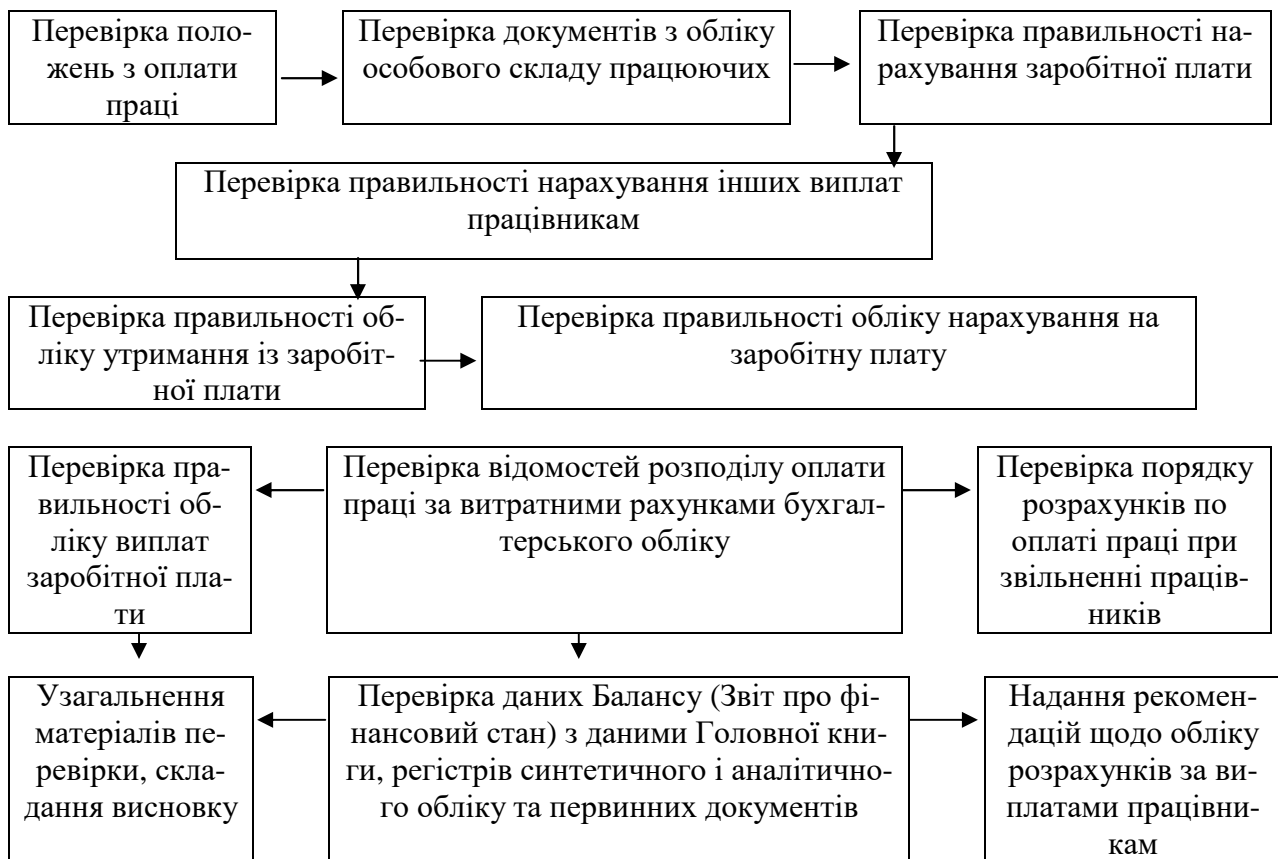 Перевірка поло-
жень з оплати
праці
Перевірка документів з обліку
особового складу працюючих
Перевірка правильності на-
рахування заробітної плати
Перевірка правильності нарахування інших виплат
працівникам
Перевірка правильності об-
ліку утримання із заробіт-
ної плати
Перевірка правильності обліку нарахування на
заробітну плату
Перевірка пра-
вильності об-
ліку виплат
заробітної пла-
ти
Перевірка відомостей розподілу оплати
праці за витратними рахунками бухгал-
терського обліку
Перевірка порядку
розрахунків по
оплаті праці при
звільненні праців-
ників
Узагальнення
матеріалів пе-
ревірки, скла-
дання висновку
Перевірка даних Балансу (Звіт про фі-
нансовий стан) з даними Головної кни-
ги, регістрів синтетичного і аналітично-
го обліку та первинних документів
Надання рекомен-
дацій щодо обліку
розрахунків за ви-
платами працівни-
кам